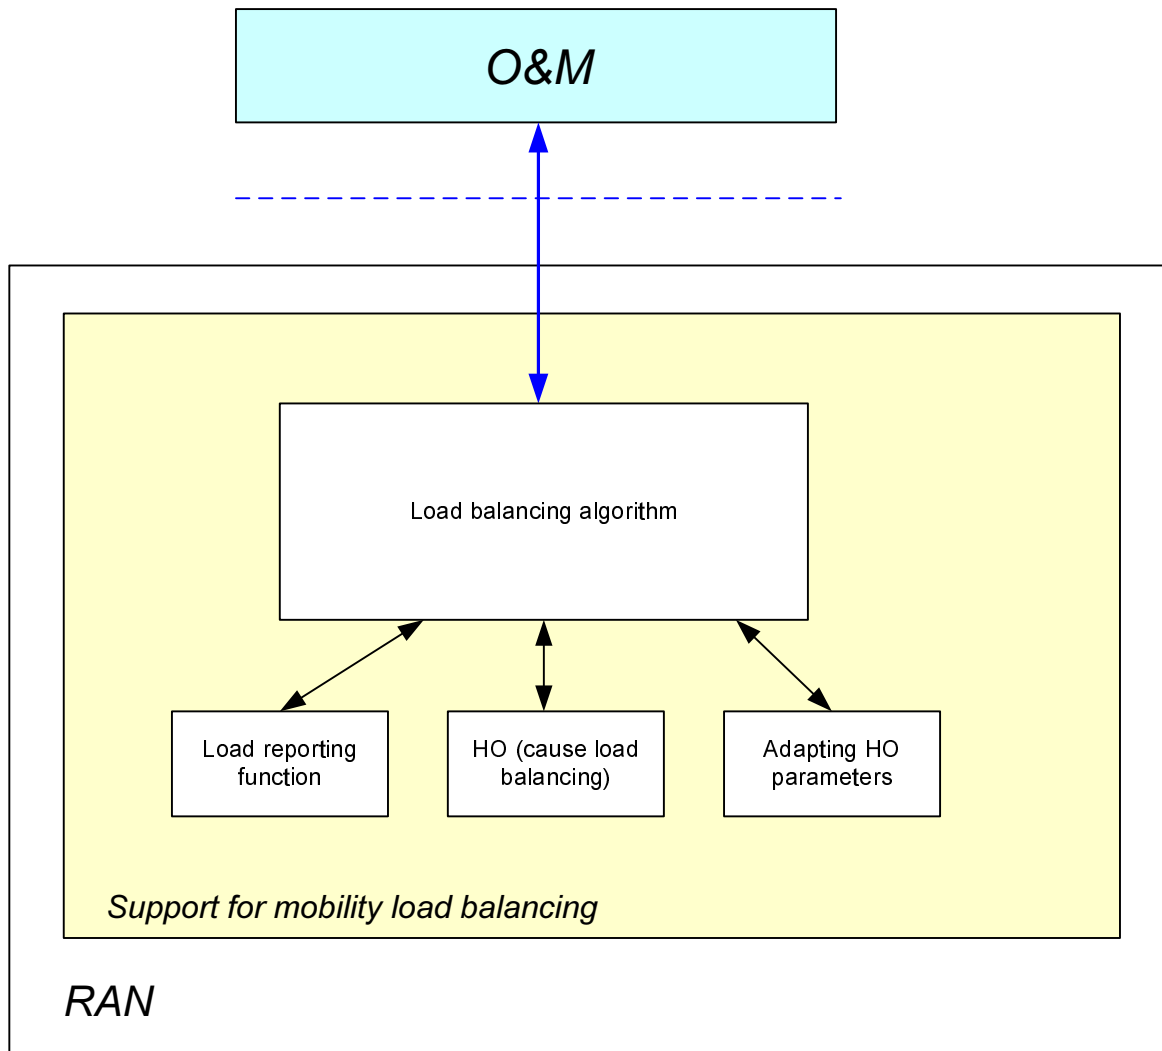 O&M
Load balancing algorithm
Load reporting
function
HO (cause load
balancing)
Adapting HO
parameters
Support for mobility load balancing
RAN